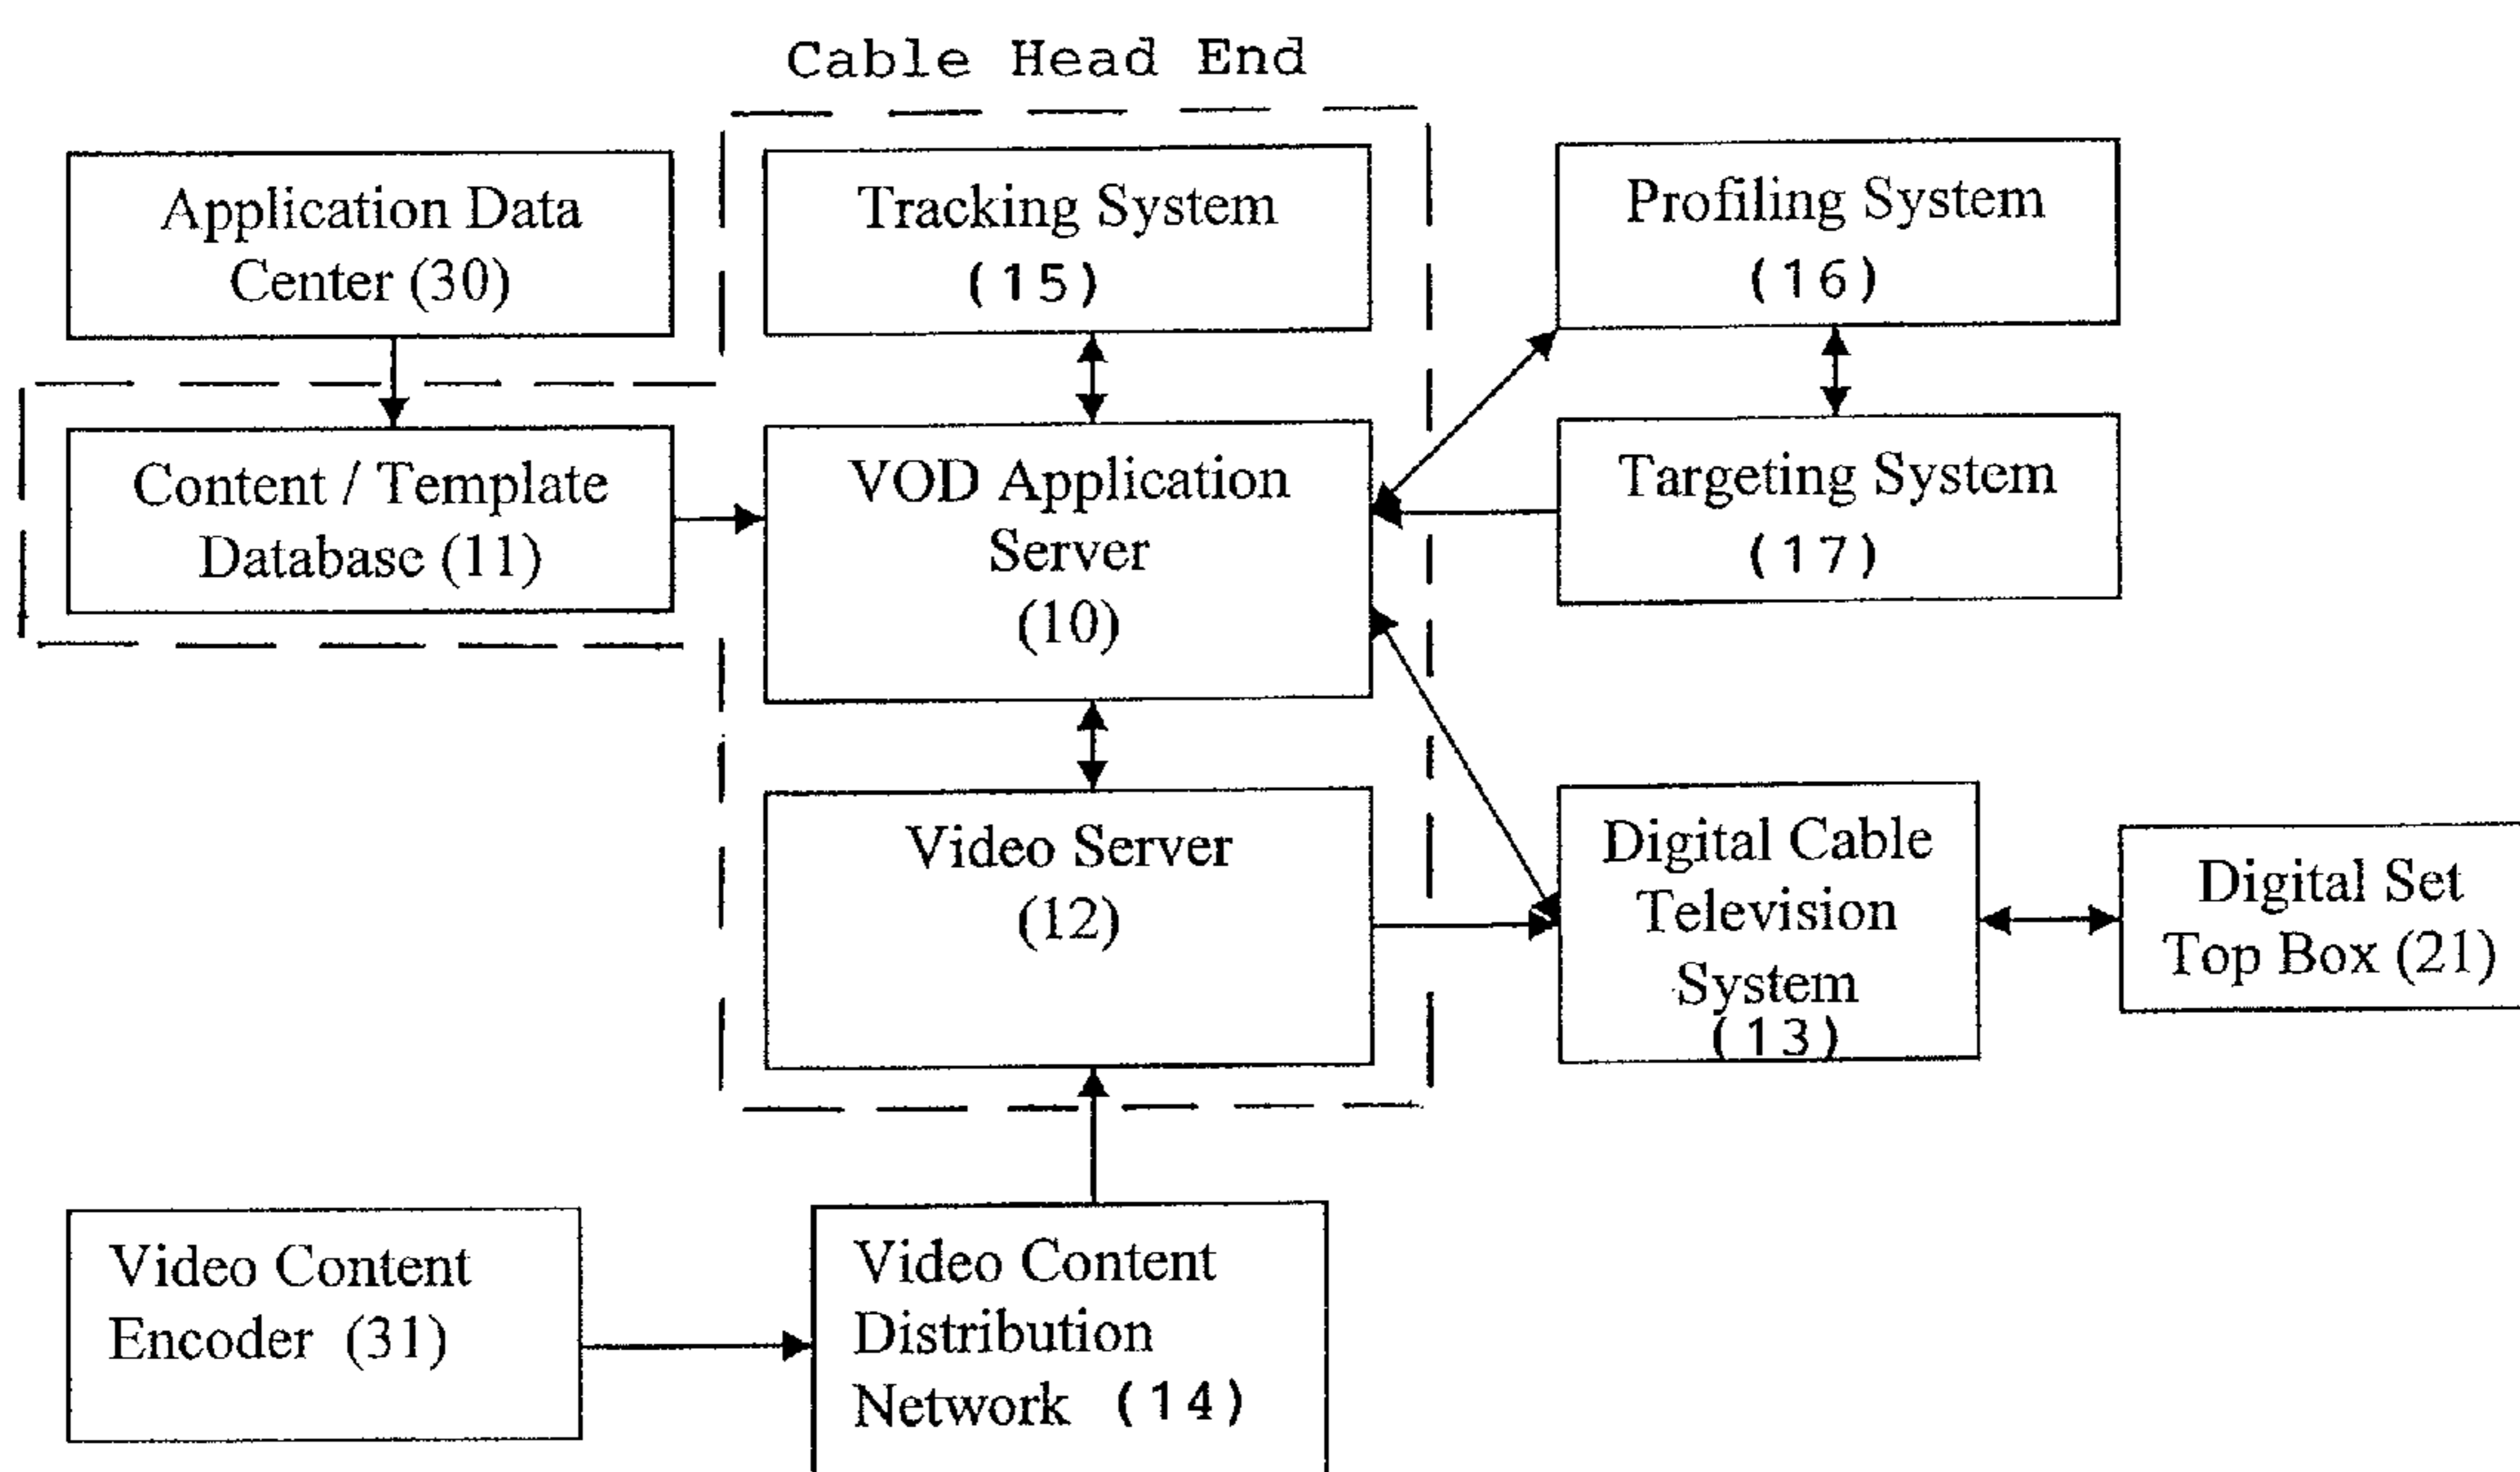 Cable Head End
Application Data
Center (30)
Tracking System
(15)
Profiling System
(16)
Content / Template
Database (11)
VOD Application
Server
(10)
Targeting System
(17)
Video Server
(12)
Digital Cable
Television
System
(13)
Digital Set
Top Box (21)
Video Content
Encoder (31)
Video Content
Distribution
Network (14)